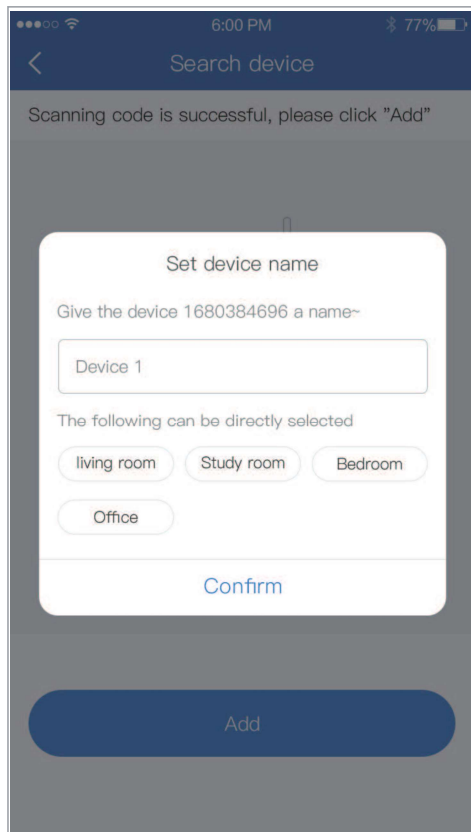 6:00 PM
77%
Search device
Scanning code is successful, please click "Add"
Set device name
Give the device 1680384696 a name~
Device 1
The following can be directly selected
living room Study room Bedroom
Office
Confirm
Add